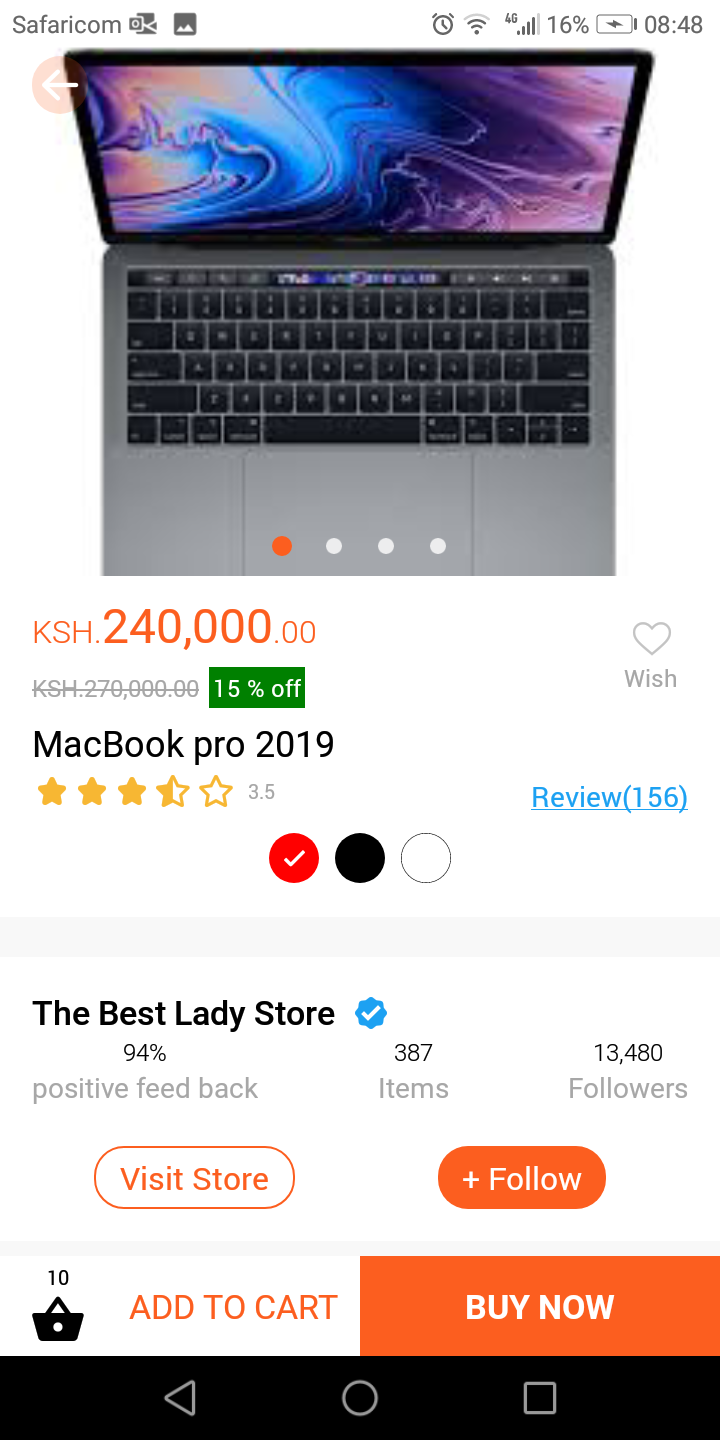 Safaricom 4G 16% 08:48
KSH.240,000.00
Wish
KSH.270,000.00 15 % off
MacBook pro 2019
3.5
Review(156)
The Best Lady Store
94% 387 13,480
positive feed back Items Followers
Visit Store + Follow
10
ADD TO CART BUY NOW